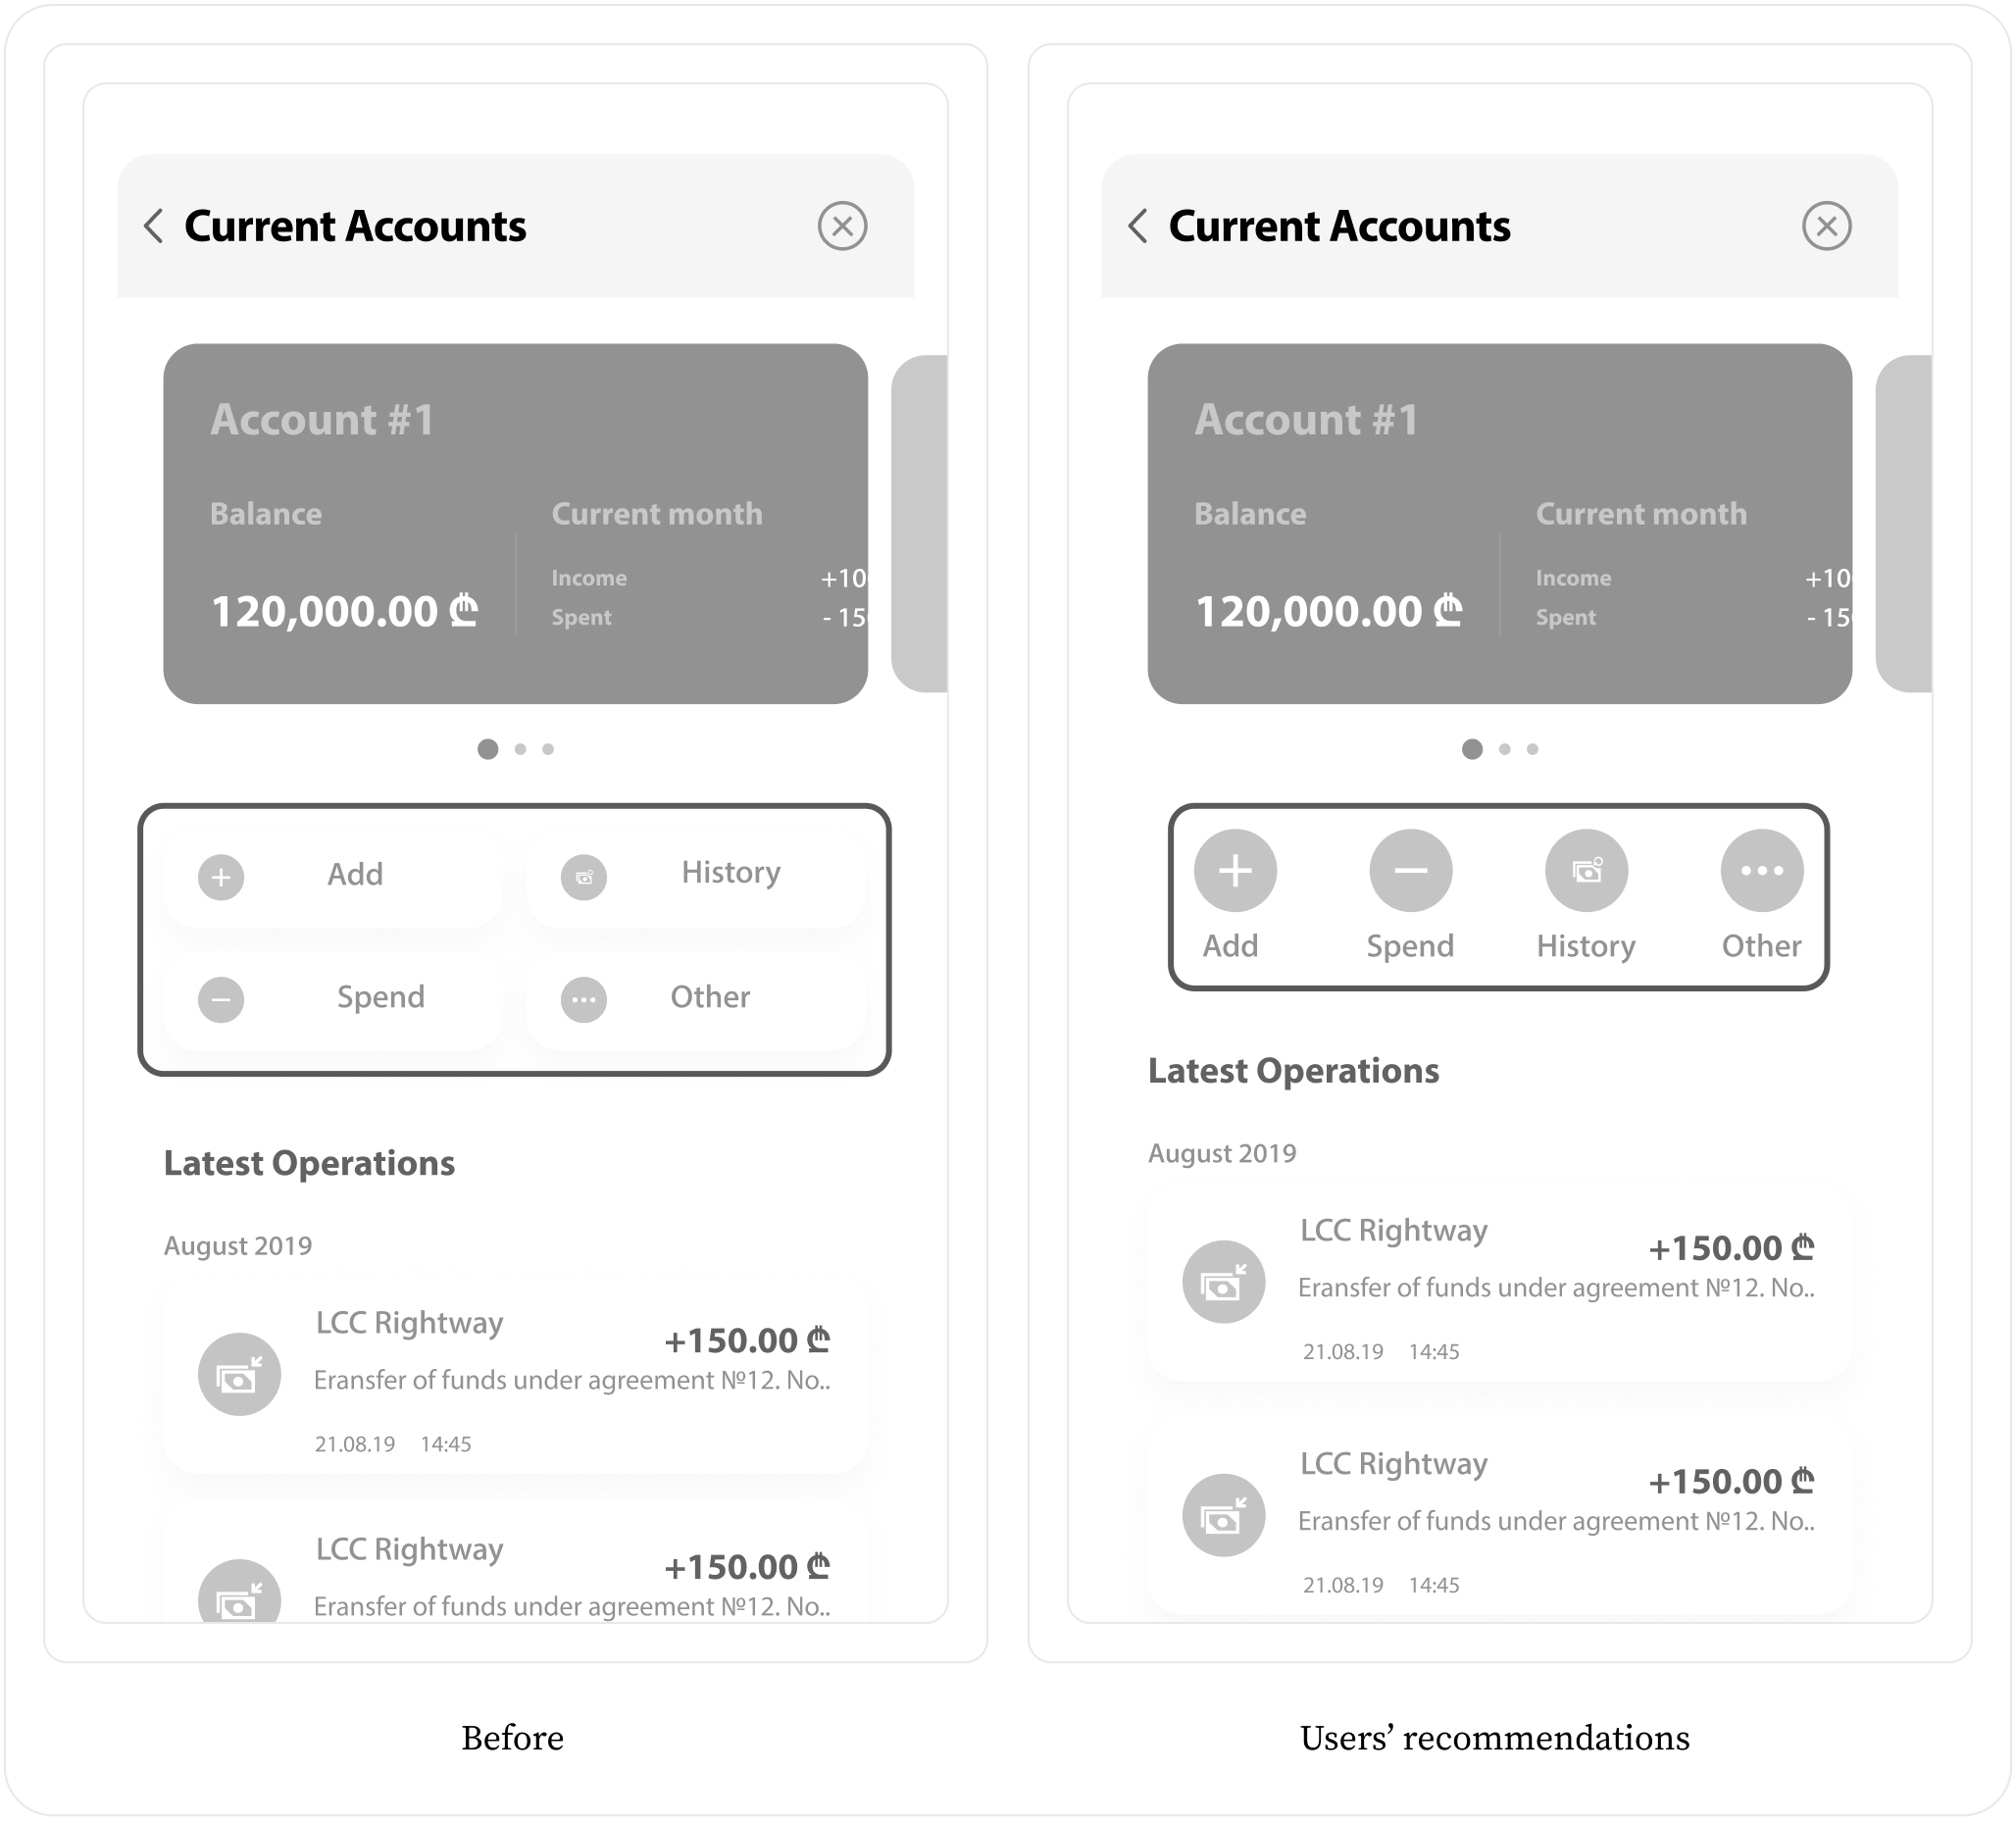 Current Accounts
Account #1
Balance
Current month
Income +10
120,000.00 ₾
Spent - 15
Add
History
Spend
Other
Latest Operations
August 2019
LCC Rightway
+150.00 ₾
Eransfer of funds under agreement №12. No..
21.08.19 14:45
LCC Rightway
+150.00 ₾
Eransfer of funds under agreement №12. No..
Before
Current Accounts
Account #1
Balance
Current month
Income +10
120,000.00 ₾
Spent - 15
Add Spend History Other
Latest Operations
August 2019
LCC Rightway
+150.00 ₾
Eransfer of funds under agreement №12. No..
21.08.19 14:45
LCC Rightway
+150.00 ₾
Eransfer of funds under agreement №12. No..
21.08.19 14:45
Users’ recommendations